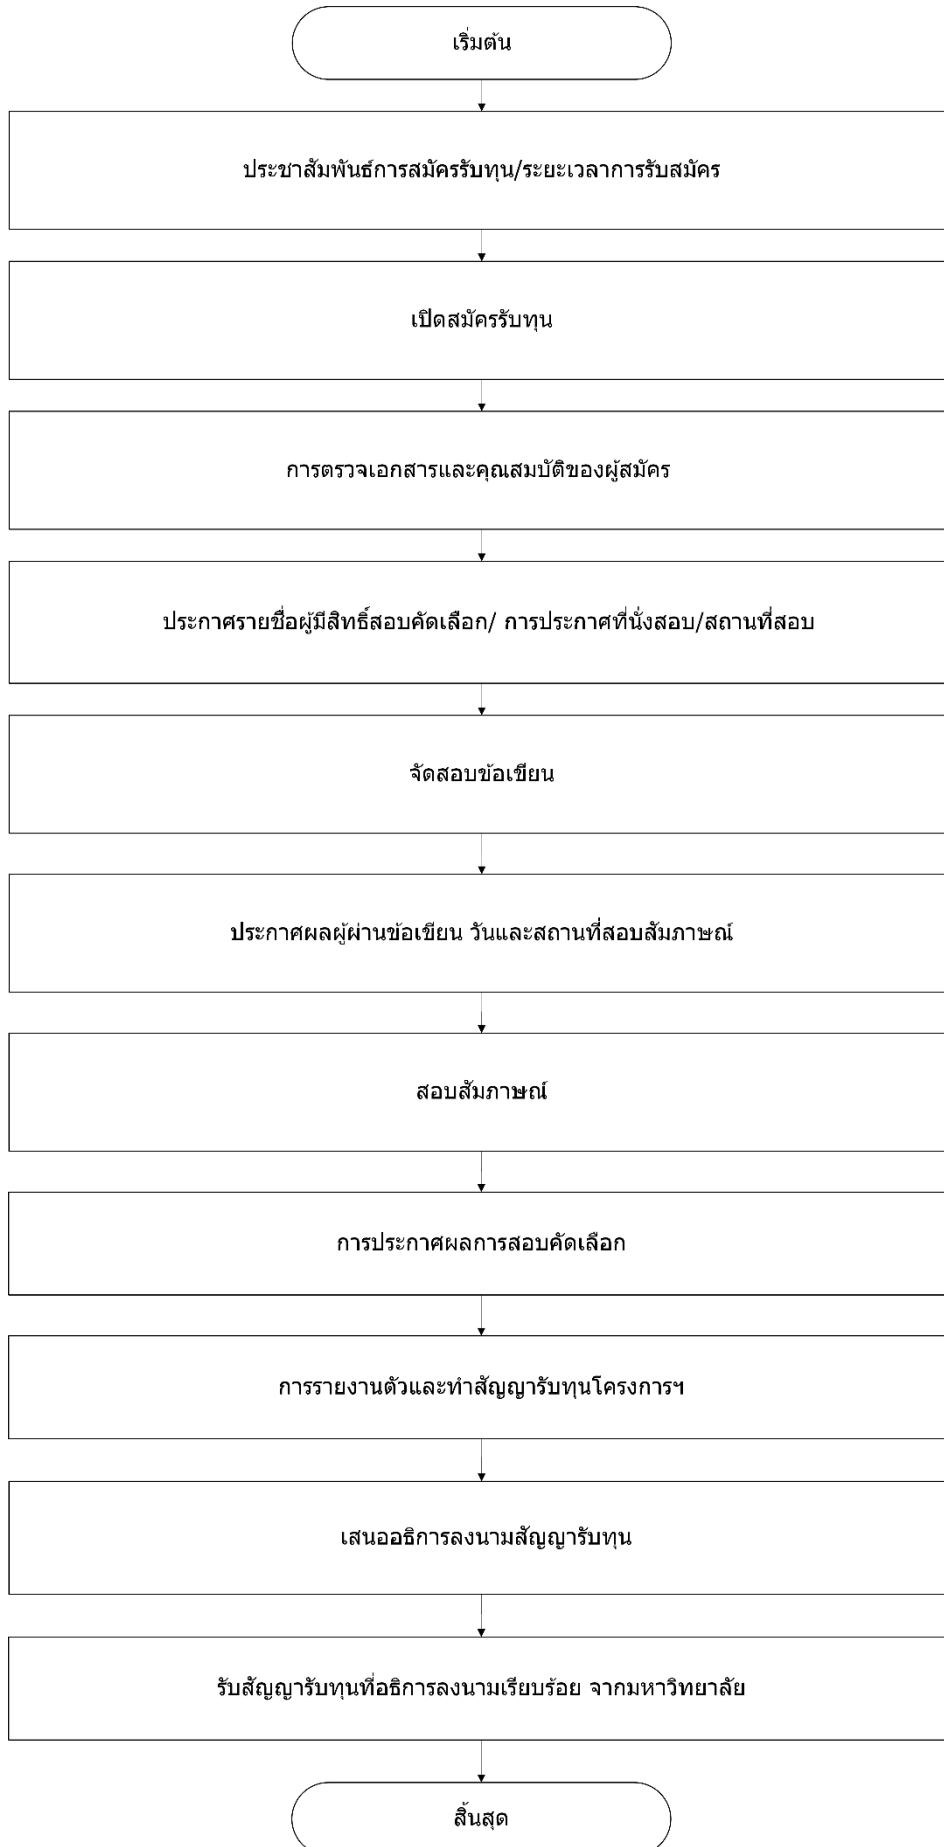 เริ่มต้น
ประชาสัมพันธ์การสมัครรับทุน/ระยะเวลาการรับสมัคร
เปิดสมัครรับทุน
การตรวจเอกสารและคุณสมบัติของผู้สมัคร
ประกาศรายชื่อผู้มีสิทธิ์สอบคัดเลือก/ การประกาศที่นั่งสอบ/สถานที่สอบ
จัดสอบข้อเขียน
ประกาศผลผู้ผ่านข้อเขียน วันและสถานที่สอบสัมภาษณ์
สอบสัมภาษณ์
การประกาศผลการสอบคัดเลือก
การรายงานตัวและทำสัญญารับทุนโครงการฯ
เสนออธิการลงนามสัญญารับทุน
รับสัญญารับทุนที่อธิการลงนามเรียบร้อย จากมหาวิทยาลัย
สิ้นสุด